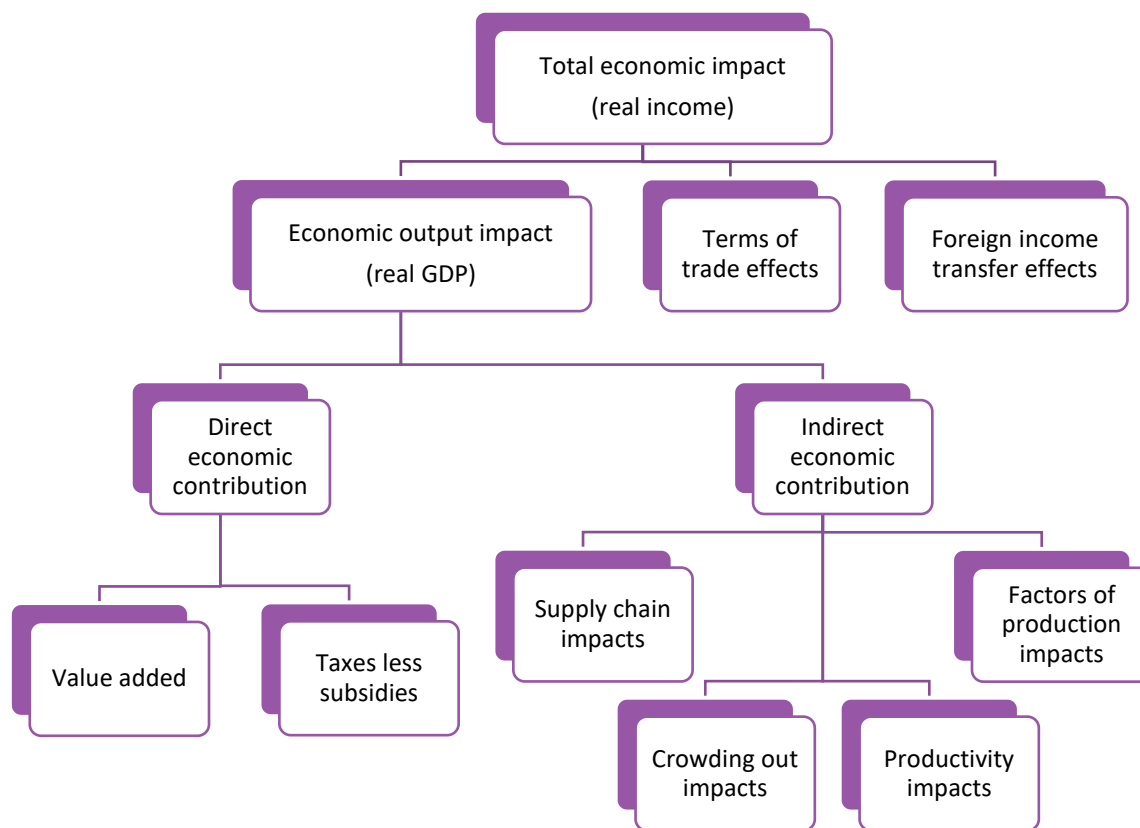 Total economic impact
(real income)
Economic output impact
(real GDP)
Terms of
trade effects
Foreign income
transfer effects
Direct
economic
contribution
Indirect
economic
contribution
Value added
Taxes less
subsidies
Supply chain
impacts
Factors of
production
impacts
Crowding out
impacts
Productivity
impacts